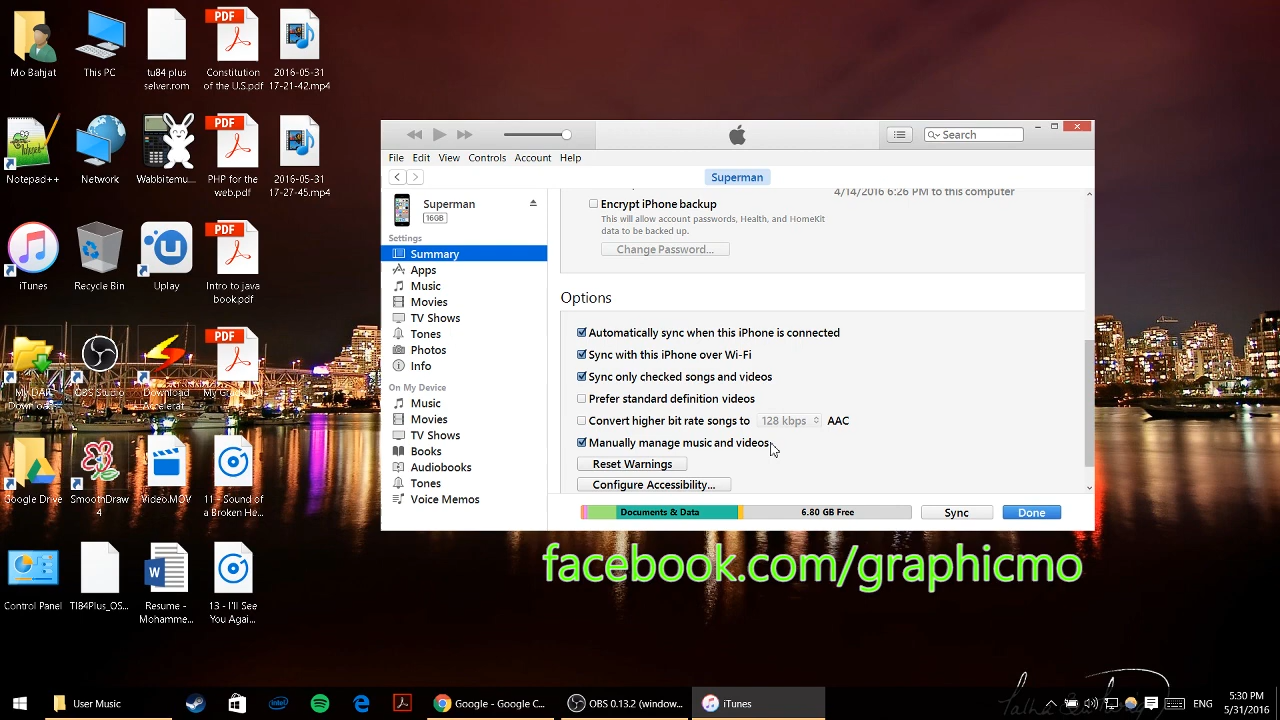 Mo Bahjat
This PC
tu84 plus
selver.rom
PDF
Constitution
of the U.S.pdf
2016-05-31
17-21-42.mp4
Notepad++
Network
Wabbitemu...
PDF
PHP for the
web.pdf
2016-05-31
17-27-45.mp4
iTunes
Recycle Bin
Uplay
PDF
Intro to java
book.pdf
My DAP
Download...
OBS Studio
Download
Accelerat...
PDF
Google Drive
SmoothDraw
4
Video.MOV
11 - Sound of
a Broken He...
Control Panel
TI84Plus_OS...
Resume -
Mohamme...
13 - I'll See
You Agai...
Search
File Edit View Controls Account Help
Superman
Superman
16GB
Settings
Summary
Apps
Music
Movies
TV Shows
Tones
Photos
Info
On My Device
Music
Movies
TV Shows
Books
Audiobooks
Tones
Voice Memos
4/14/2016 6:26 PM to this computer
Encrypt iPhone backup
This will allow account passwords, Health, and HomeKit
data to be backed up.
Change Password...
Options
Automatically sync when this iPhone is connected
Sync with this iPhone over Wi-Fi
Sync only checked songs and videos
Prefer standard definition videos
Convert higher bit rate songs to 128 kbps AAC
Manually manage music and videos
Reset Warnings
Configure Accessibility...
Documents & Data 6.80 GB Free Sync Done
facebook.com/graphicmo
User Music
Google - Google C...
OBS 0.13.2 (window...
iTunes
ENG
5:30 PM
5/31/2016